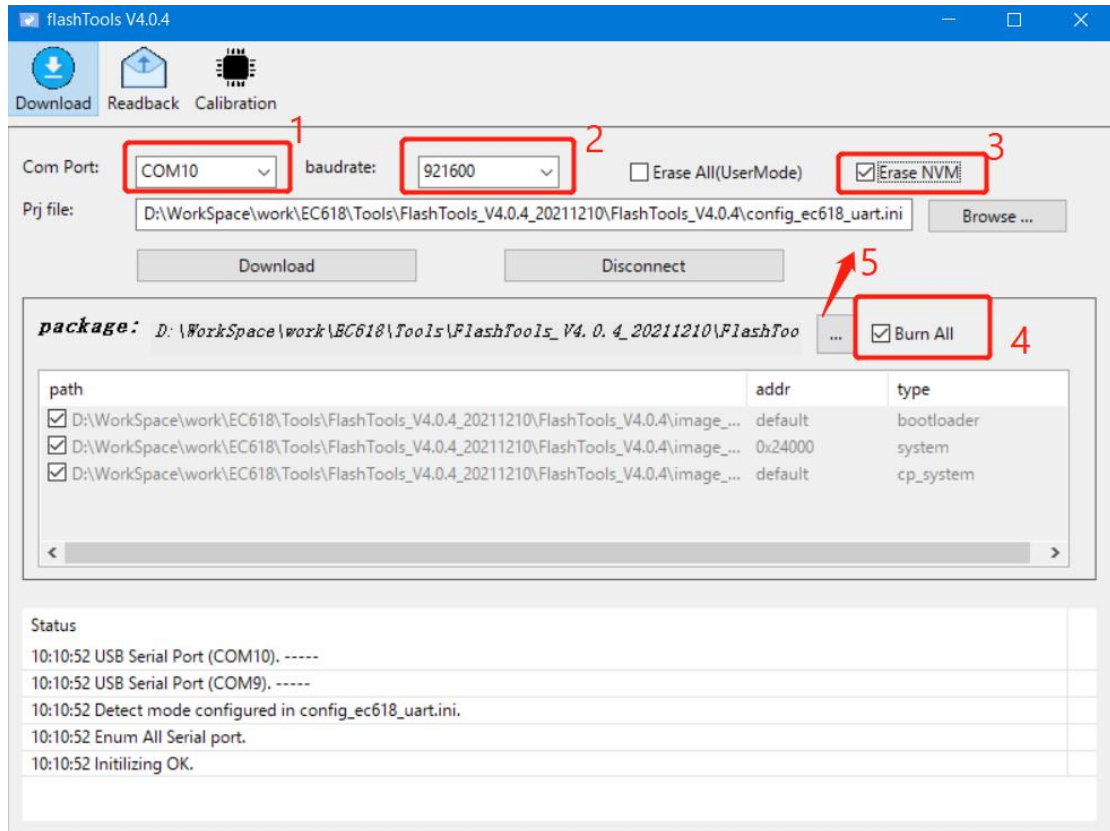 flashTools V4.0.4
Download Readback Calibration
1 2 3
Com Port: COM10 baudrate: 921600 Erase All(UserMode) Erase NVM
Prj file: D:\WorkSpace\work\EC618\Tools\FlashTools_V4.0.4_20211210\FlashTools_V4.0.4\config_ec618_uart.ini Browse ...
Download Disconnect 5
package: D:\WorkSpace\work\EC618\Tools\FlashTools_V4.0.4_20211210\FlashToo ... Burn All 4
path addr type
D:\WorkSpace\work\EC618\Tools\FlashTools_V4.0.4_20211210\FlashTools_V4.0.4\image_... default bootloader
D:\WorkSpace\work\EC618\Tools\FlashTools_V4.0.4_20211210\FlashTools_V4.0.4\image_... 0x24000 system
D:\WorkSpace\work\EC618\Tools\FlashTools_V4.0.4_20211210\FlashTools_V4.0.4\image_... default cp_system
Status
10:10:52 USB Serial Port (COM10). -----
10:10:52 USB Serial Port (COM9). -----
10:10:52 Detect mode configured in config_ec618_uart.ini.
10:10:52 Enum All Serial port.
10:10:52 Initilizing OK.